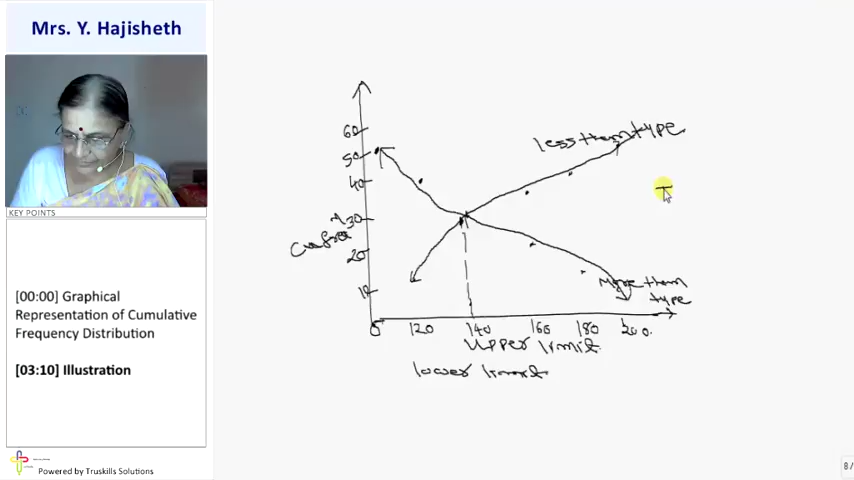 Mrs. Y. Hajisheth
KEY POINTS
[00:00] Graphical
Representation of Cumulative
Frequency Distribution
[03:10] Illustration
Powered by Truskills Solutions
60
50
40
30
20
10
0 120 140 160 180 200
Upper limit
lower limit
less than type
More than
type
8/